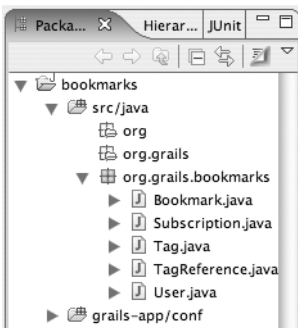 Packa... Hierar... JUnit
bookmarks
src/java
org
org.grails
org.grails.bookmarks
Bookmark.java
Subscription.java
Tag.java
TagReference.java
User.java
grails-app/conf